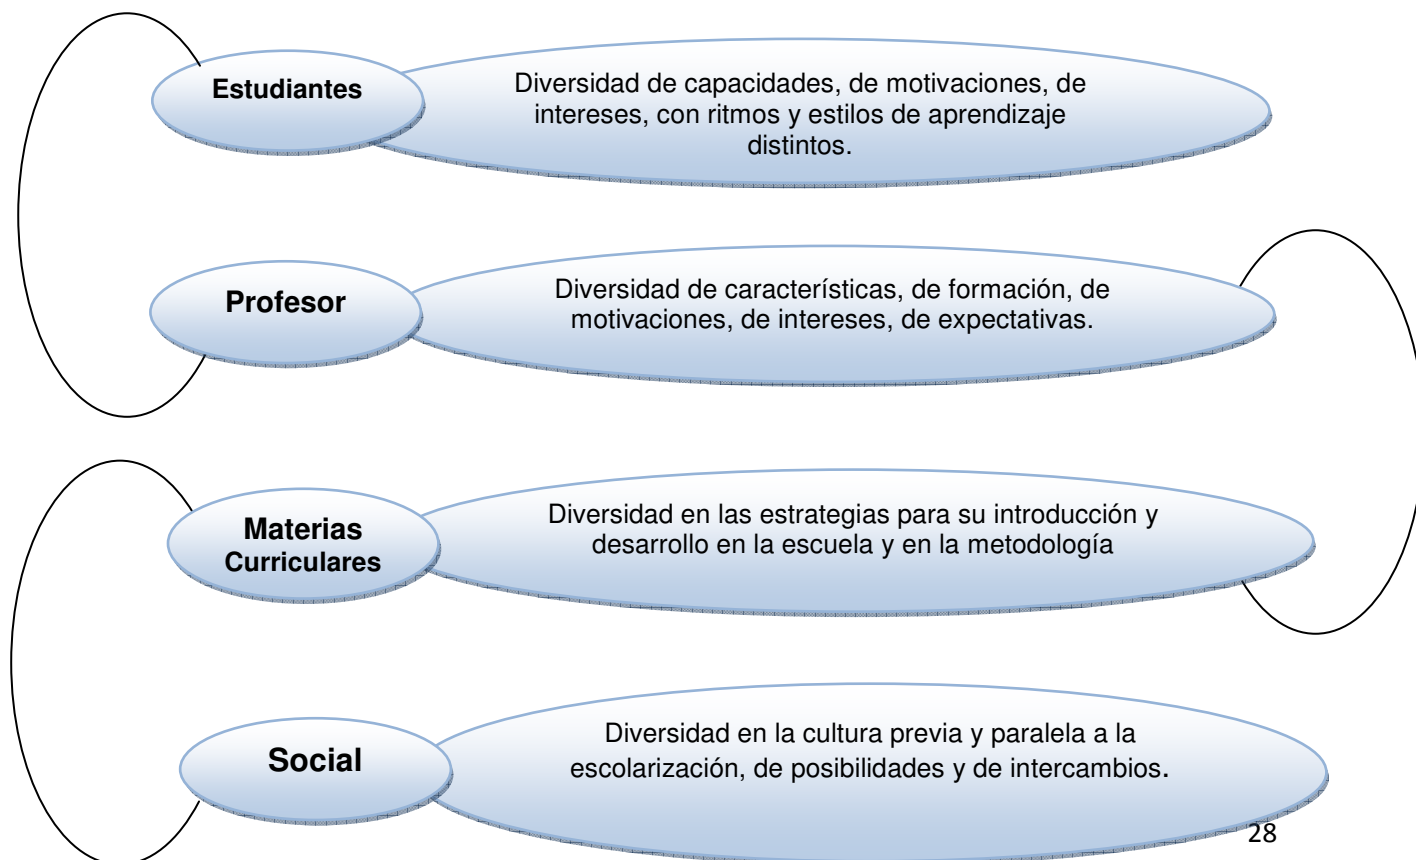 Estudiantes
Diversidad de capacidades, de motivaciones, de
intereses, con ritmos y estilos de aprendizaje
distintos.
Profesor
Diversidad de características, de formación, de
motivaciones, de intereses, de expectativas.
Materias
Curriculares
Diversidad en las estrategias para su introducción y
desarrollo en la escuela y en la metodología
Social
Diversidad en la cultura previa y paralela a la
escolarización, de posibilidades y de intercambios.
28